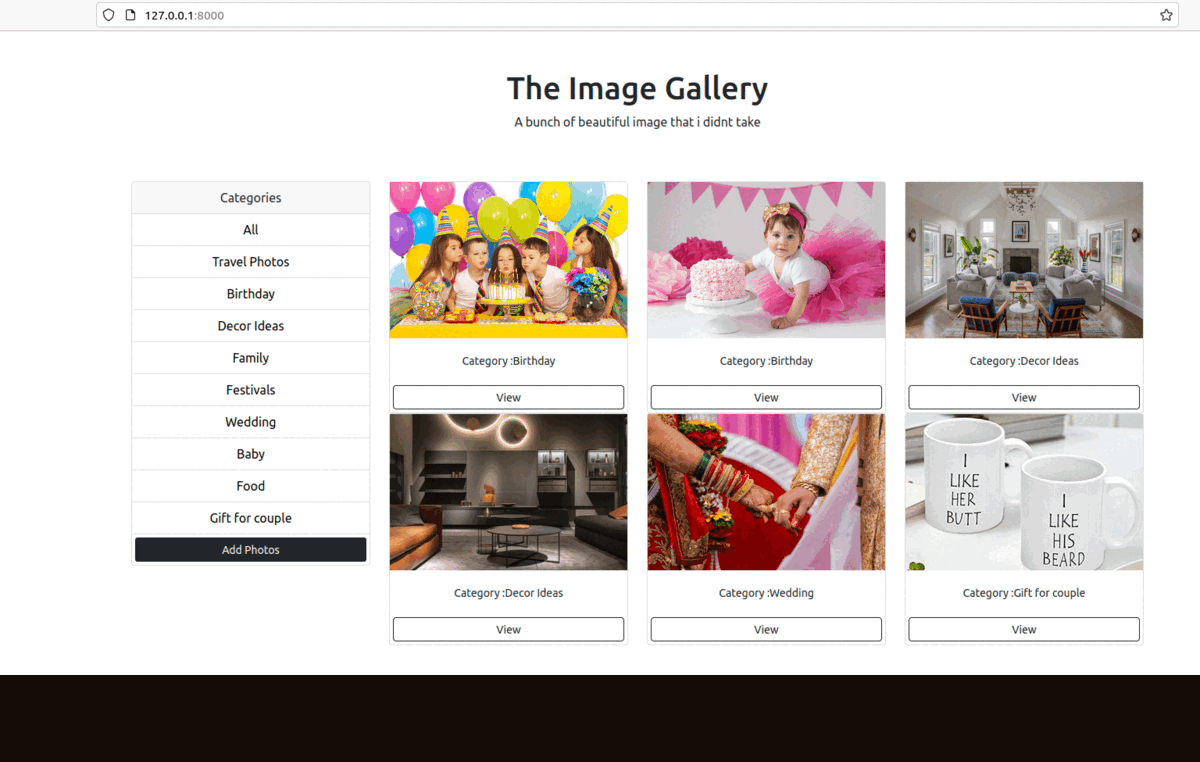 127.0.0.1:8000
The Image Gallery
A bunch of beautiful image that i didnt take
Categories
All
Travel Photos
Birthday
Decor Ideas
Family
Festivals
Wedding
Baby
Food
Gift for couple
Add Photos
Category :Birthday
View
Category :Birthday
View
Category :Decor Ideas
View
Category :Decor Ideas
View
Category :Wedding
View
I
LIKE
HER
BUTT
I
LIKE
HIS
BEARD
Category :Gift for couple
View